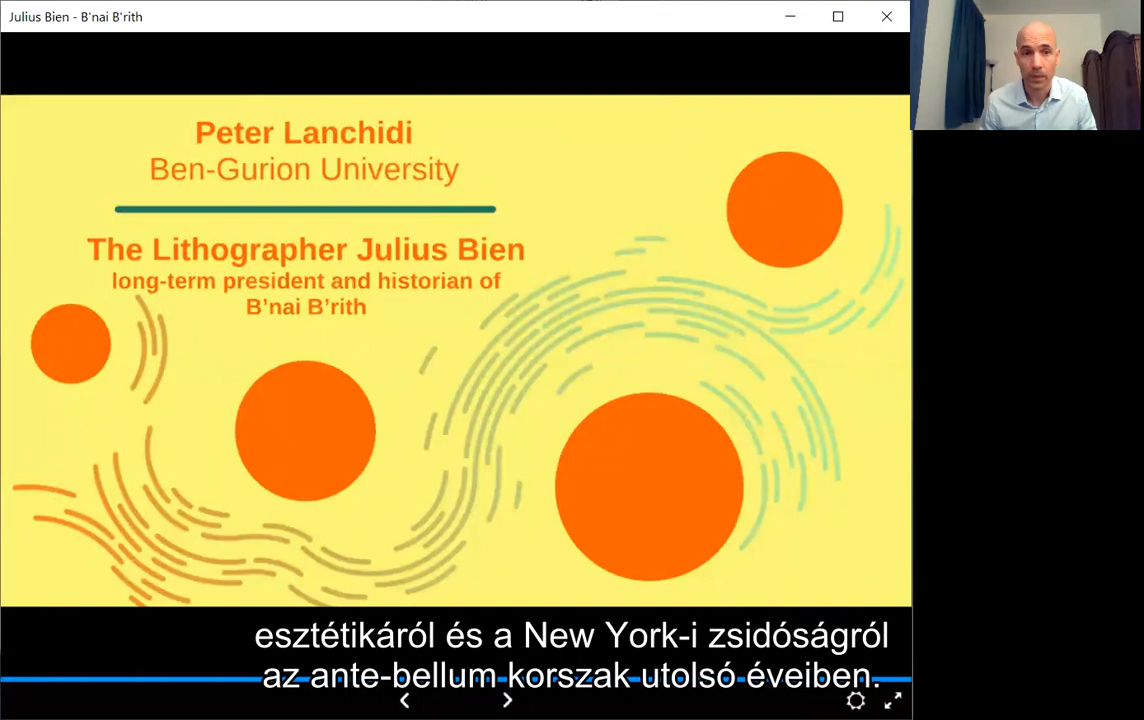 Julius Bien - B'nai B'rith
Peter Lanchidi
Ben-Gurion University
The Lithographer Julius Bien
long-term president and historian of
B’nai B’rith
esztétikáról és a New York-i zsidóságról
az ante-bellum korszak utolsó éveiben.